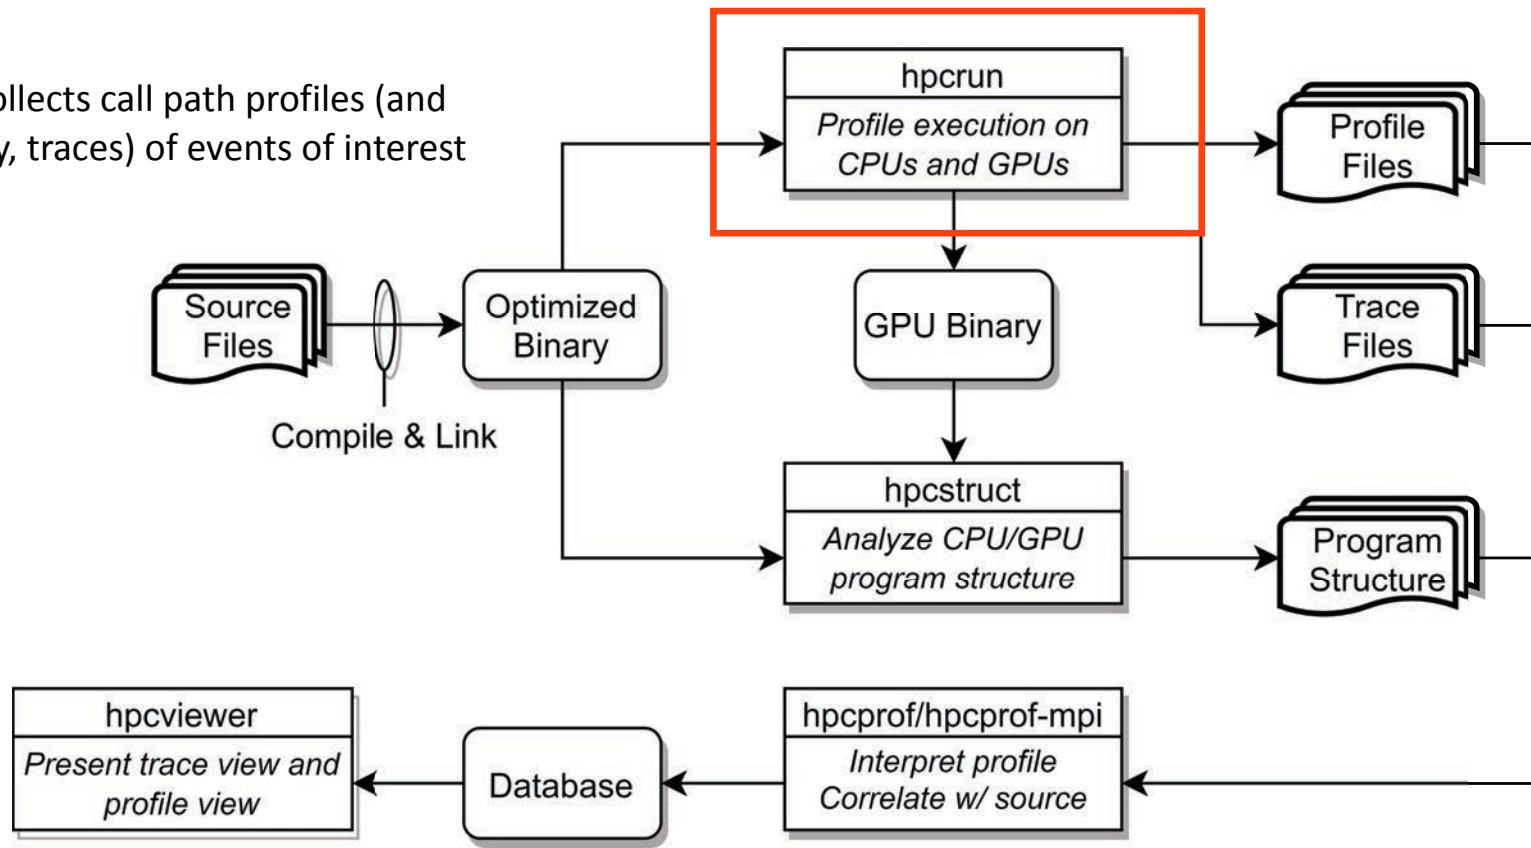 ollects call path profiles (and
y, traces) of events of interest
hpcrun
Profile execution on
CPUs and GPUs
Profile
Files
Source
Files
Optimized
Binary
GPU Binary
Trace
Files
Compile & Link
hpcstruct
Analyze CPU/GPU
program structure
Program
Structure
hpcviewer
Present trace view and
profile view
Database
hpcprof/hpcprof-mpi
Interpret profile
Correlate w/ source